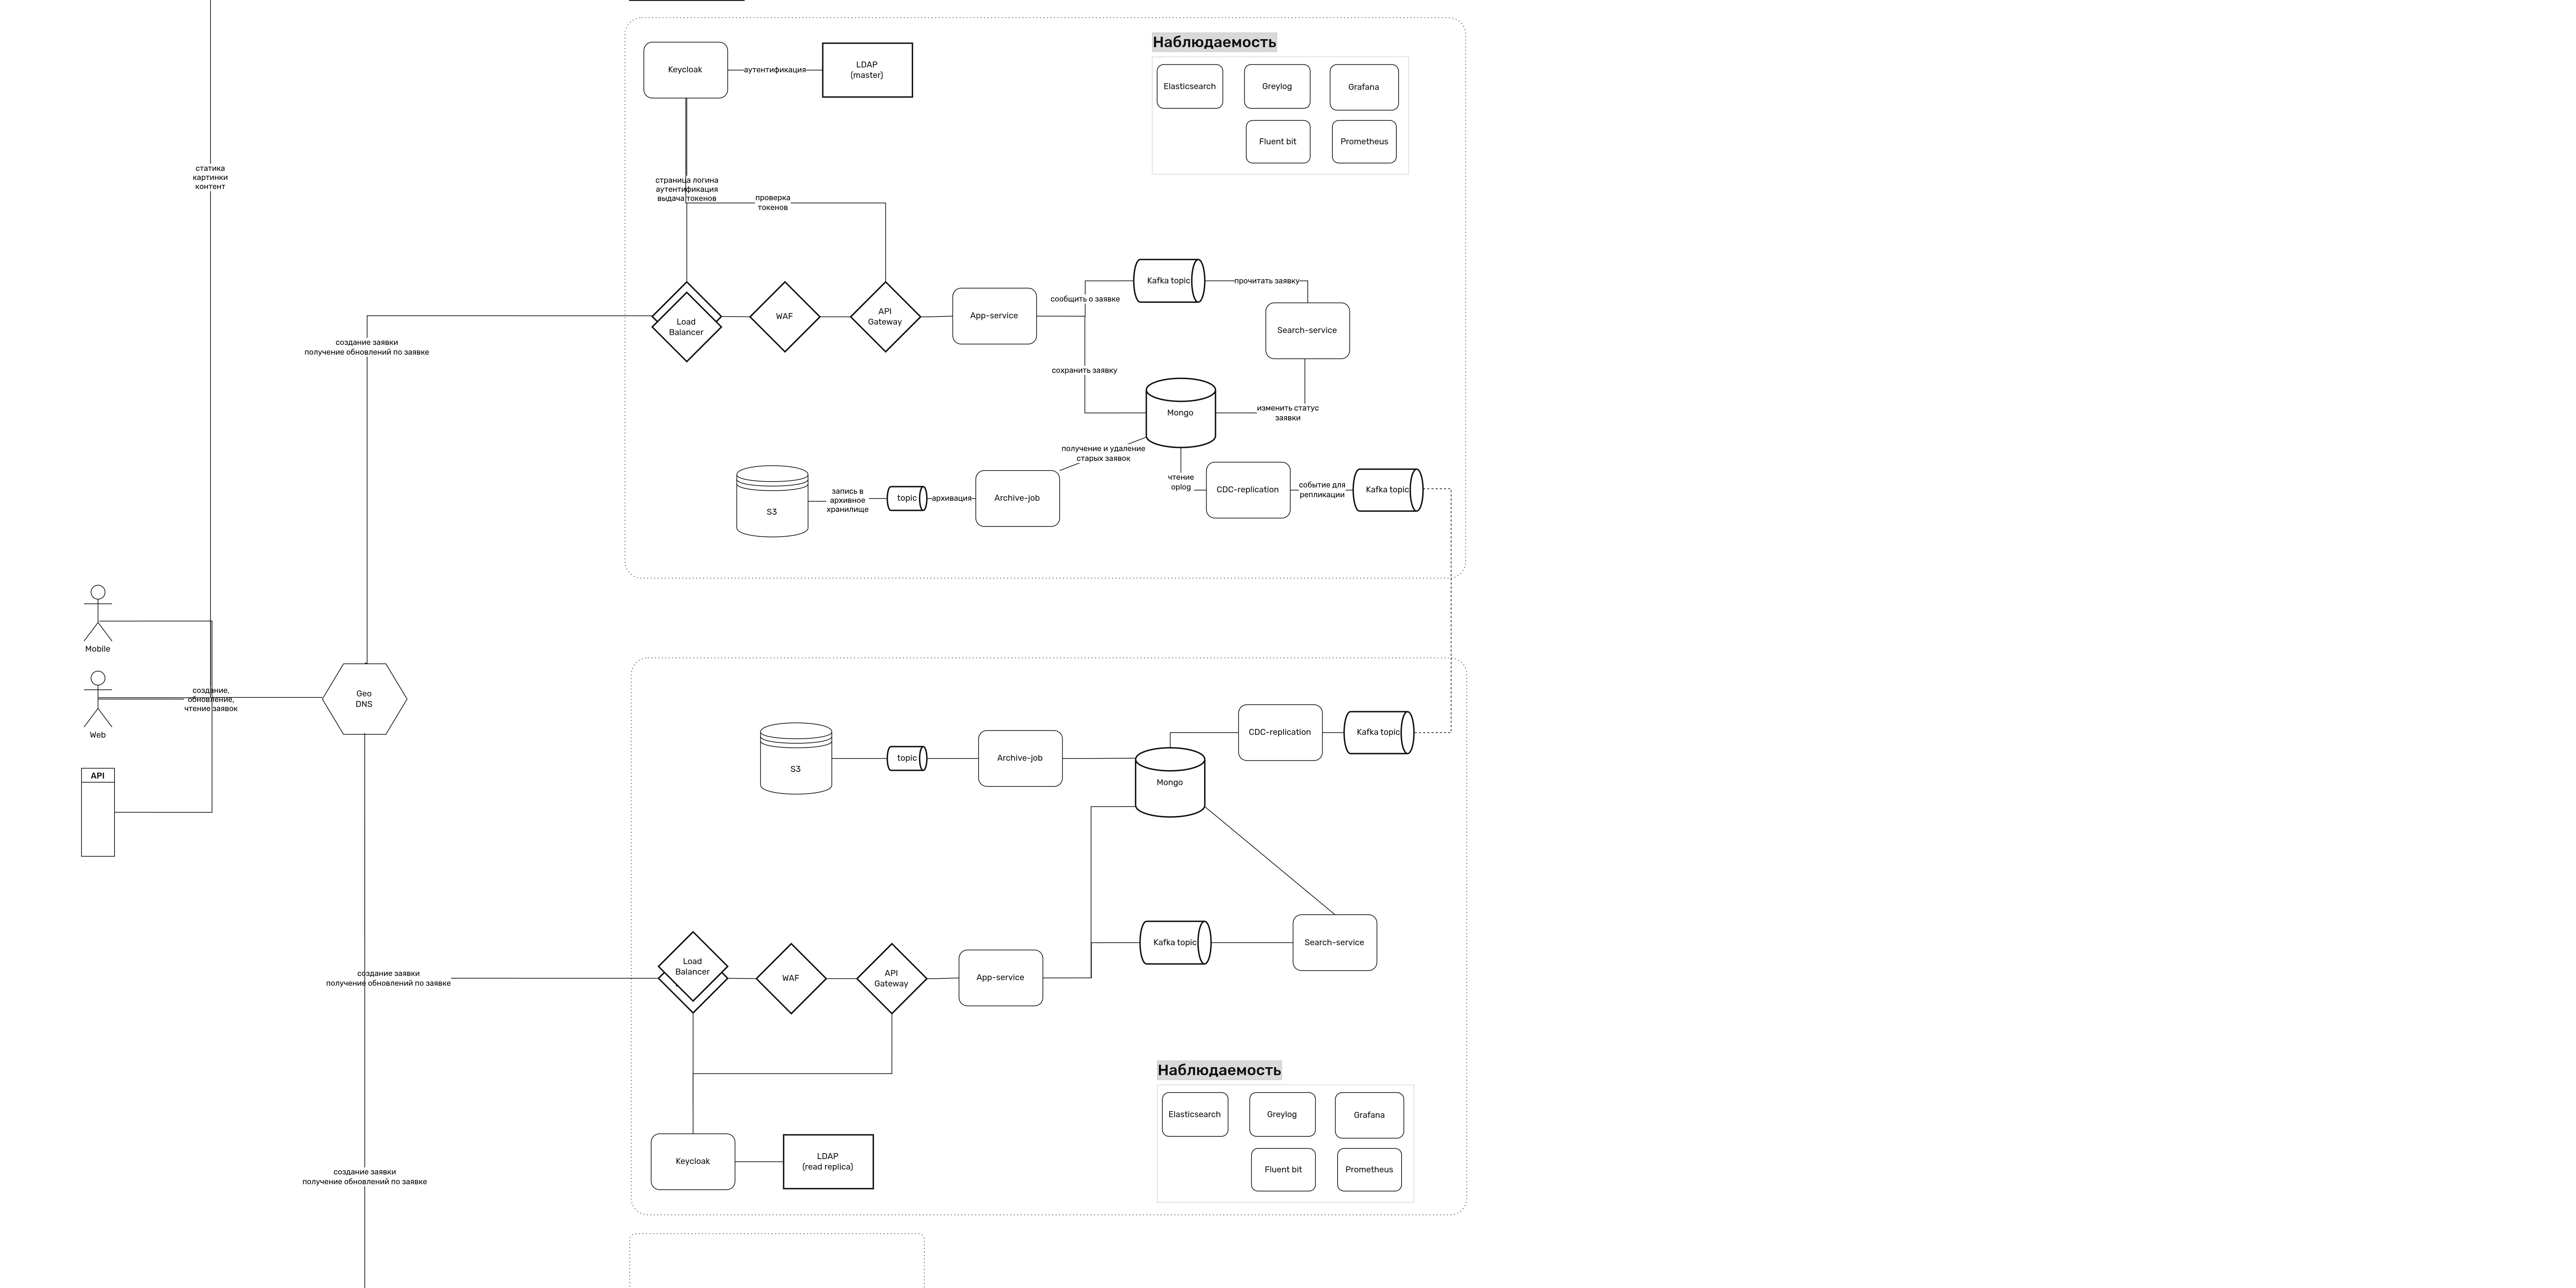 Наблюдаемость
Keycloak
аутентификация
LDAP
(master)
Elasticsearch
Greylog
Grafana
Fluent bit
Prometheus
статика
картинки
контент
страница логина
аутентификация
выдача токенов
проверка
токенов
Kafka topic
прочитать заявку
сообщить о заявке
Load
Balancer
WAF
API
Gateway
App-service
Search-service
создание заявки
получение обновлений по заявке
сохранить заявку
Mongo
изменить статус
заявки
получение и удаление
старых заявок
S3
запись в
архивное
хранилище
topic
архивация
Archive-job
чтение
oplog
CDC-replication
событие для
репликации
Kafka topic
Mobile
создание,
обновление,
чтение заявок
Geo
DNS
Web
API
S3
topic
Archive-job
Mongo
CDC-replication
Kafka topic
создание заявки
получение обновлений по заявке
Load
Balancer
WAF
API
Gateway
App-service
Kafka topic
Search-service
Наблюдаемость
Elasticsearch
Greylog
Grafana
Fluent bit
Prometheus
Keycloak
LDAP
(read replica)
создание заявки
получение обновлений по заявке